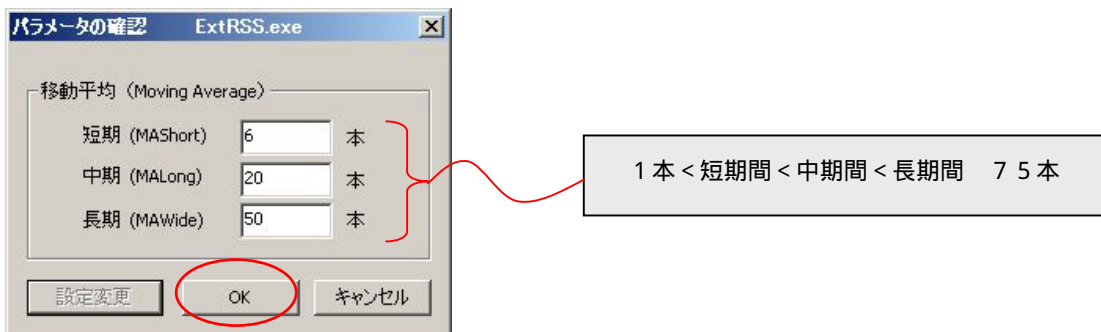 パラメータの確認 ExtRSS.exe
移動平均 (Moving Average)
短期 (MAShort) 6 本
中期 (MALong) 20 本
長期 (MAWide) 50 本
設定変更 OK キャンセル
1本<短期間<中期間<長期間 75本